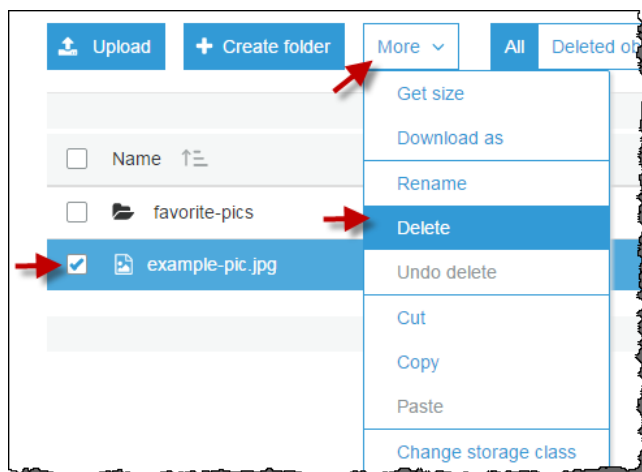 Upload
Create folder
More
All
Deleted
Get size
Download as
Name
Rename
favorite-pics
Delete
example-pic.jpg
Undo delete
Cut
Copy
Paste
Change storage class